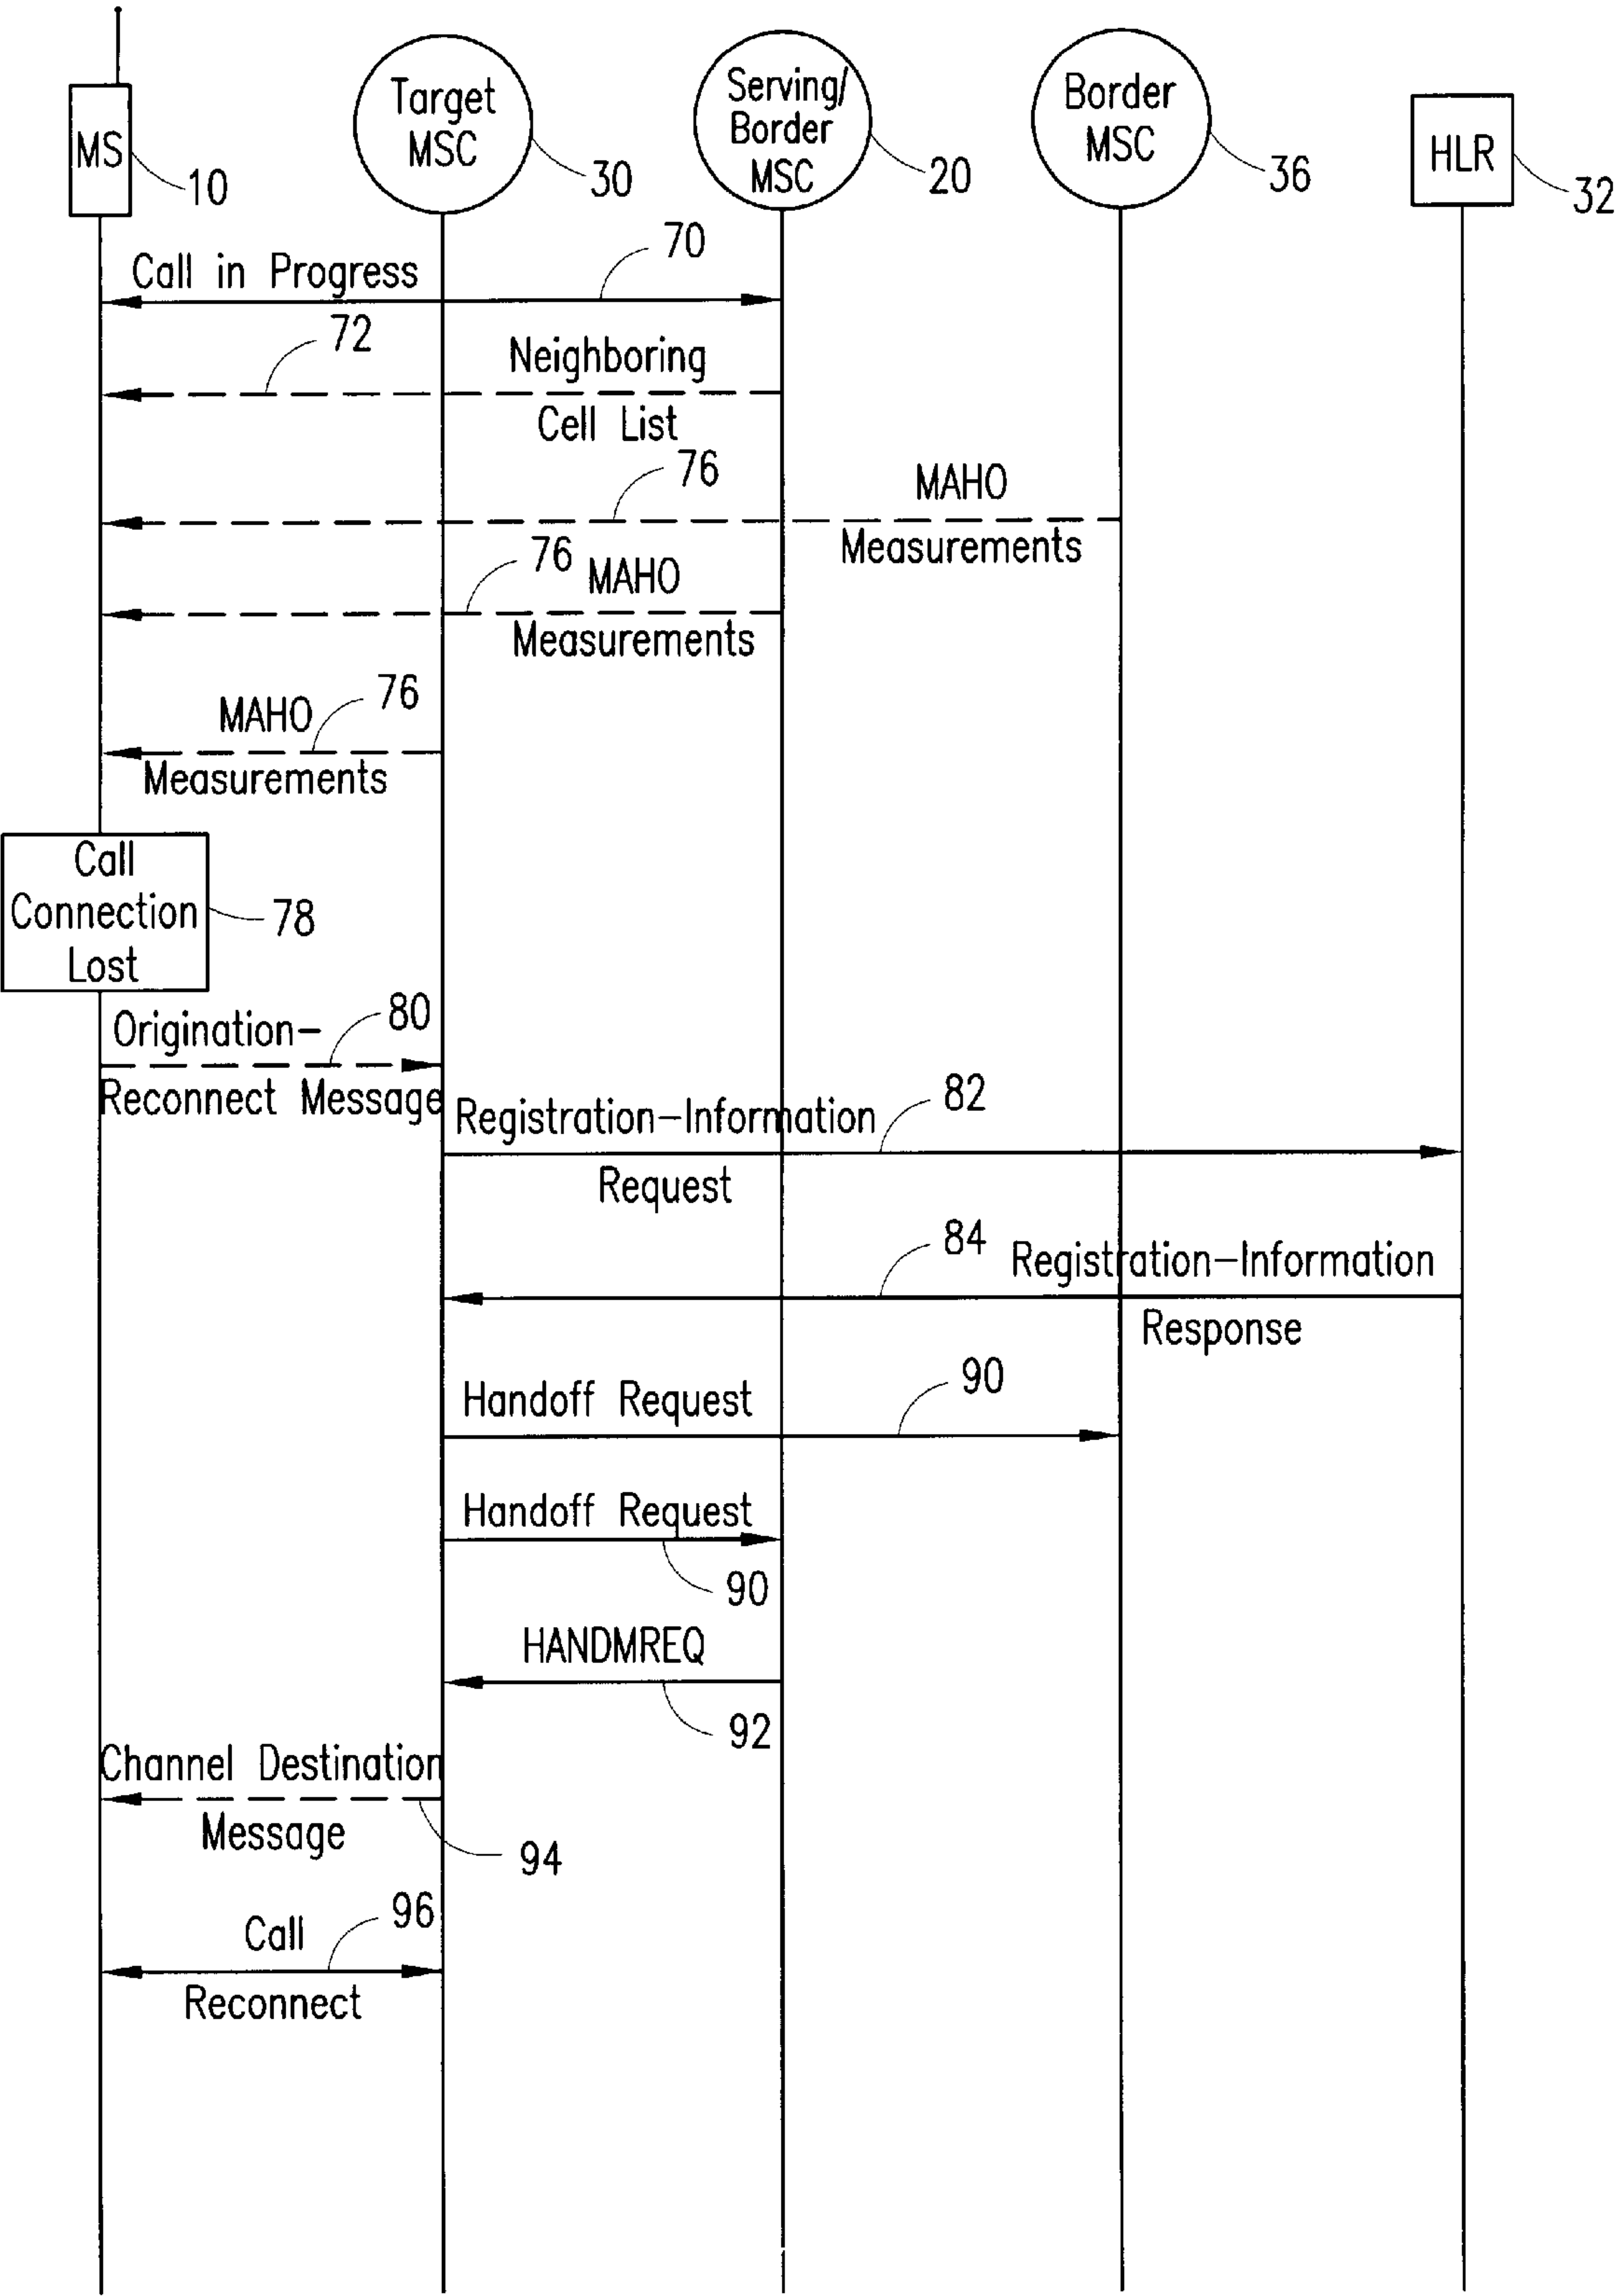 MS
10
Target
MSC
30
Serving/
Border
MSC
20
Border
MSC
36
HLR
32
Call in Progress
70
72
Neighboring
Cell List
76
MAHO
Measurements
76
MAHO
Measurements
76
MAHO
Measurements
Call
Connection
Lost
78
Origination-
80
Reconnect Message
Registration-Information
82
Request
84
Registration-Information
Response
Handoff Request
90
Handoff Request
90
HANDMREQ
92
Channel Destination
Message
94
Call
96
Reconnect